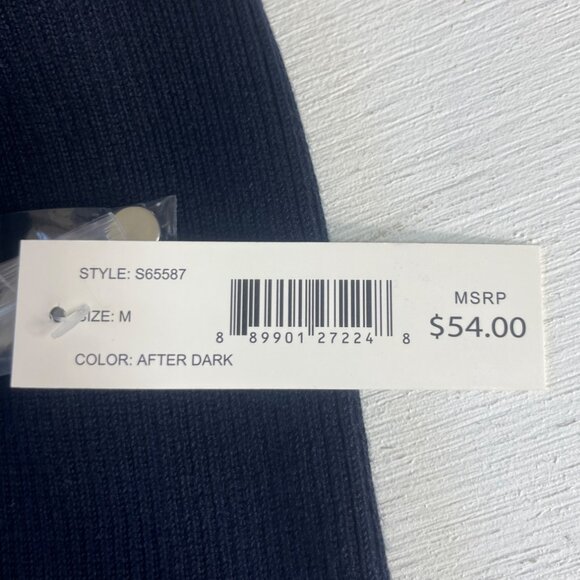 STYLE: S65587
SIZE: M
COLOR: AFTER DARK
8 89901 27224 8
MSRP
$54.00